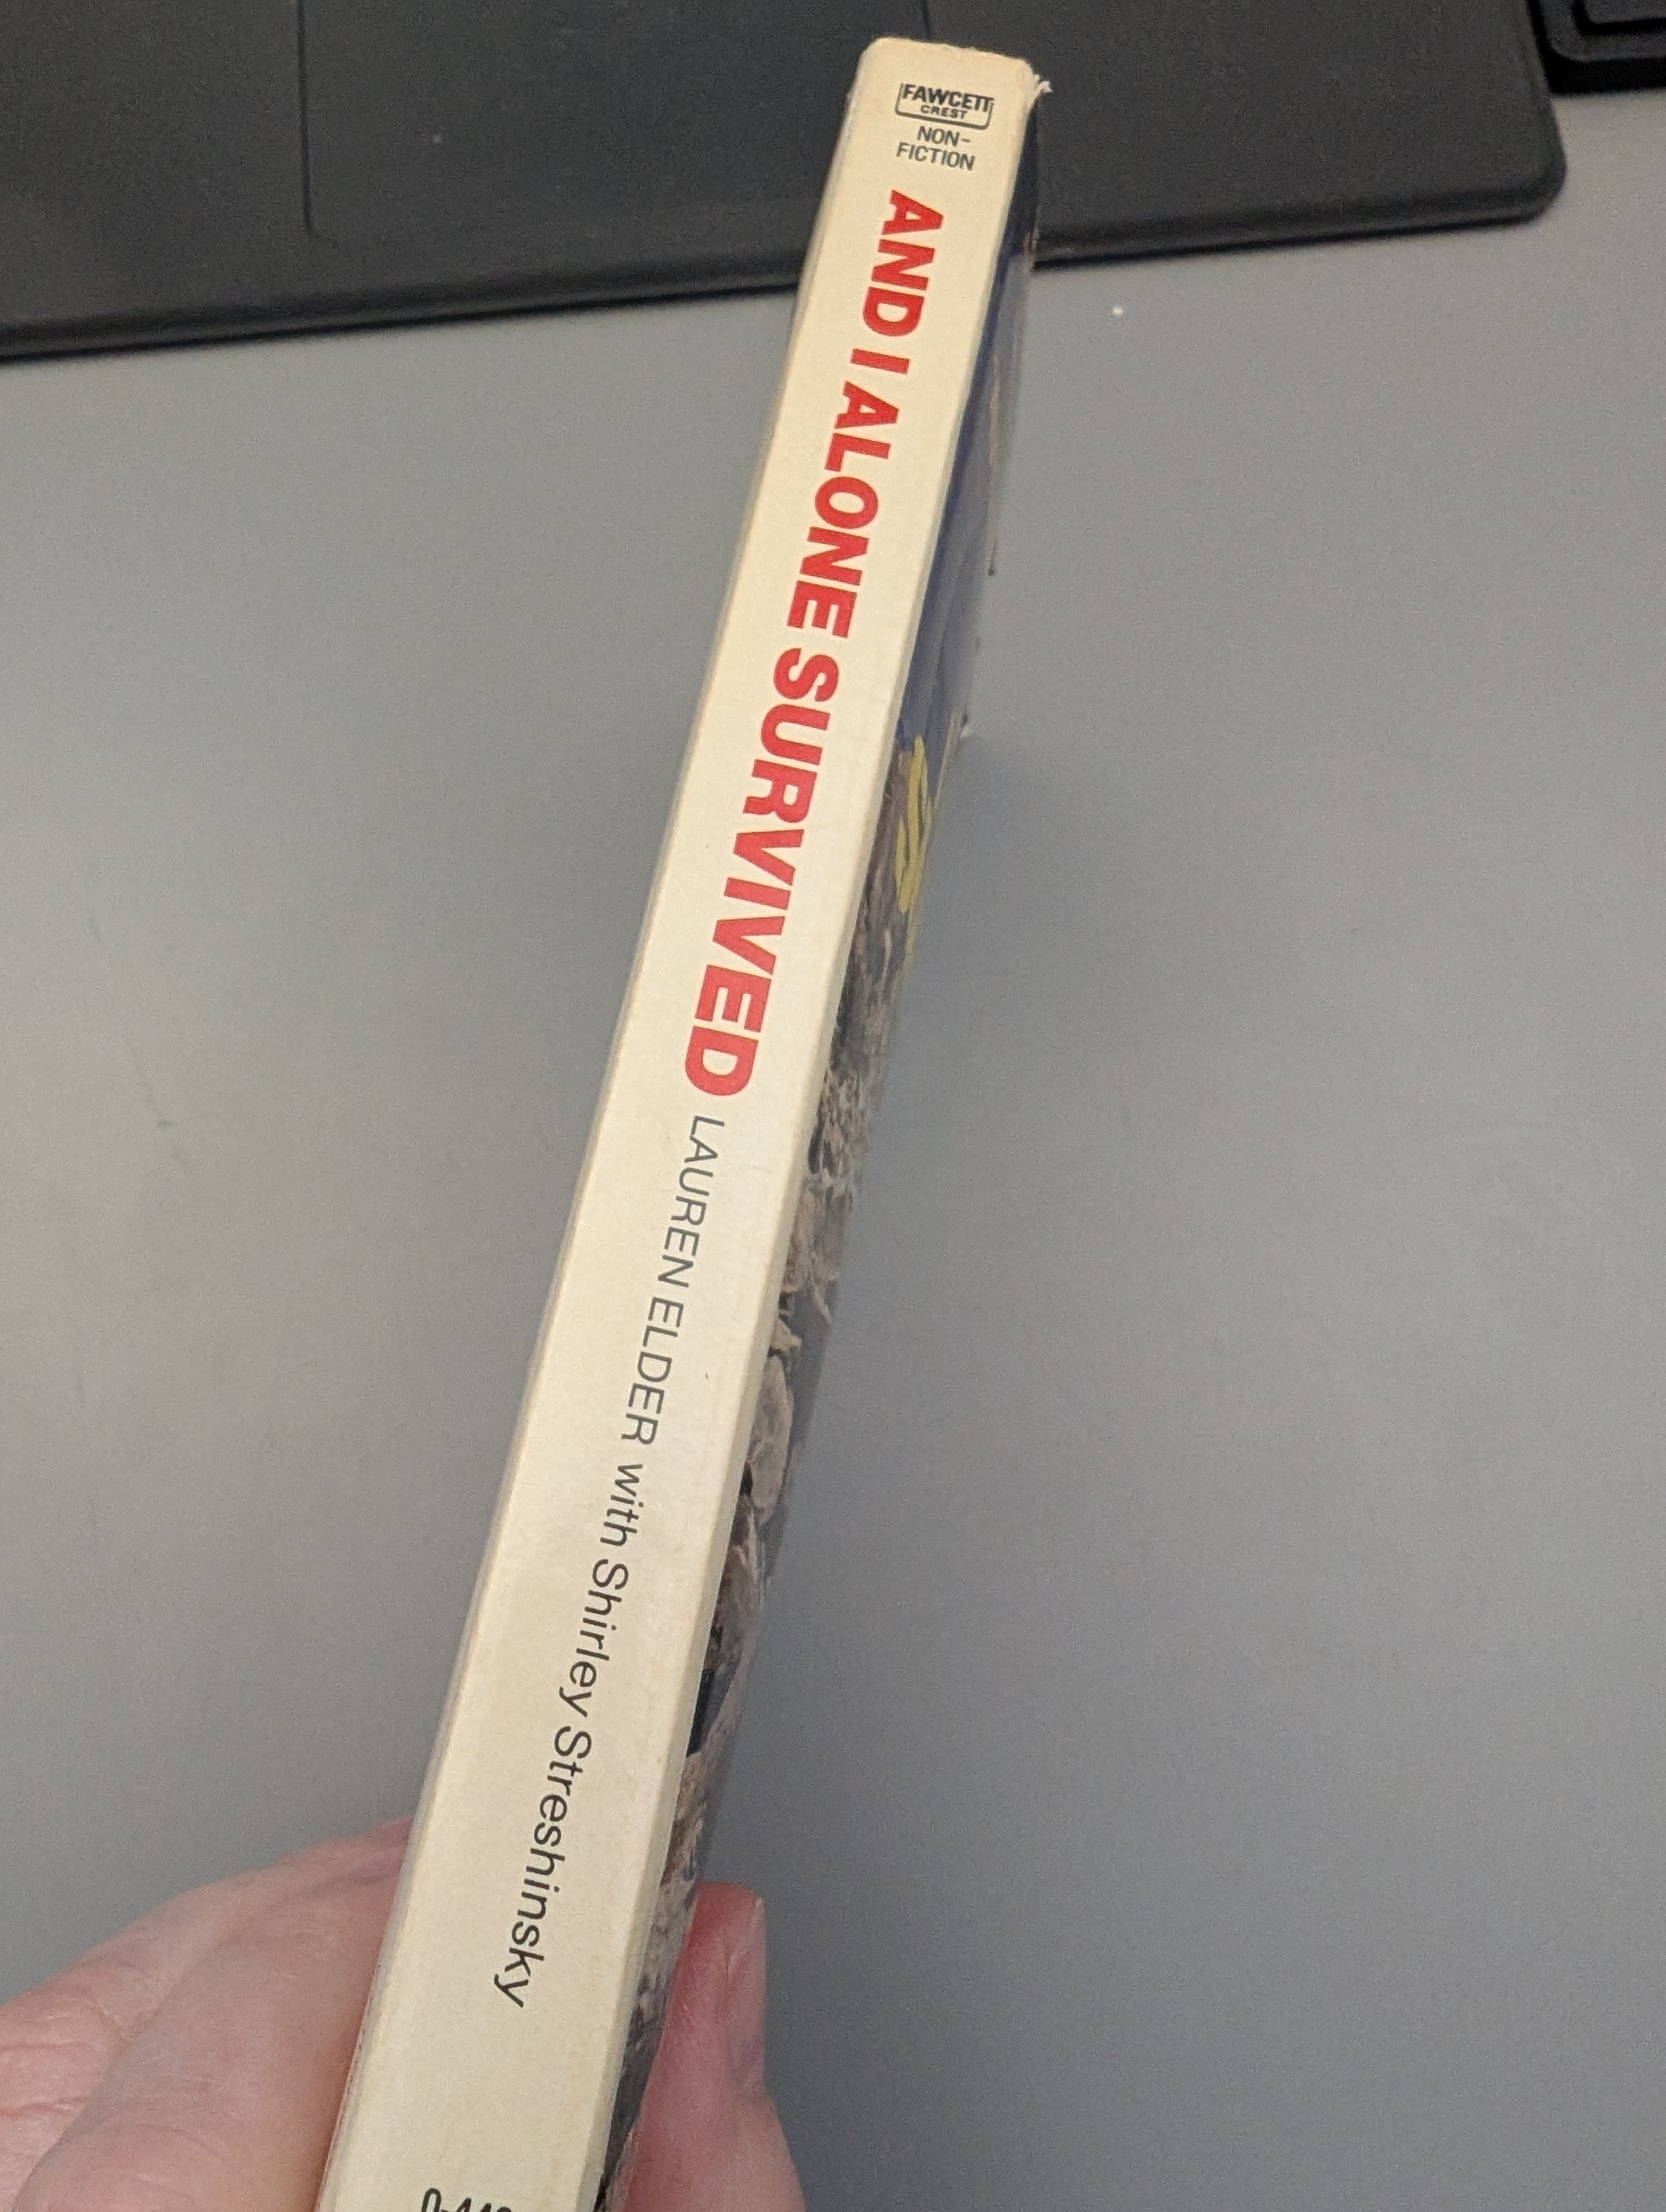 FAWCETT
CREST
NON-
FICTION
AND I ALONE SURVIVED LAUREN ELDER with Shirley Streshinsky